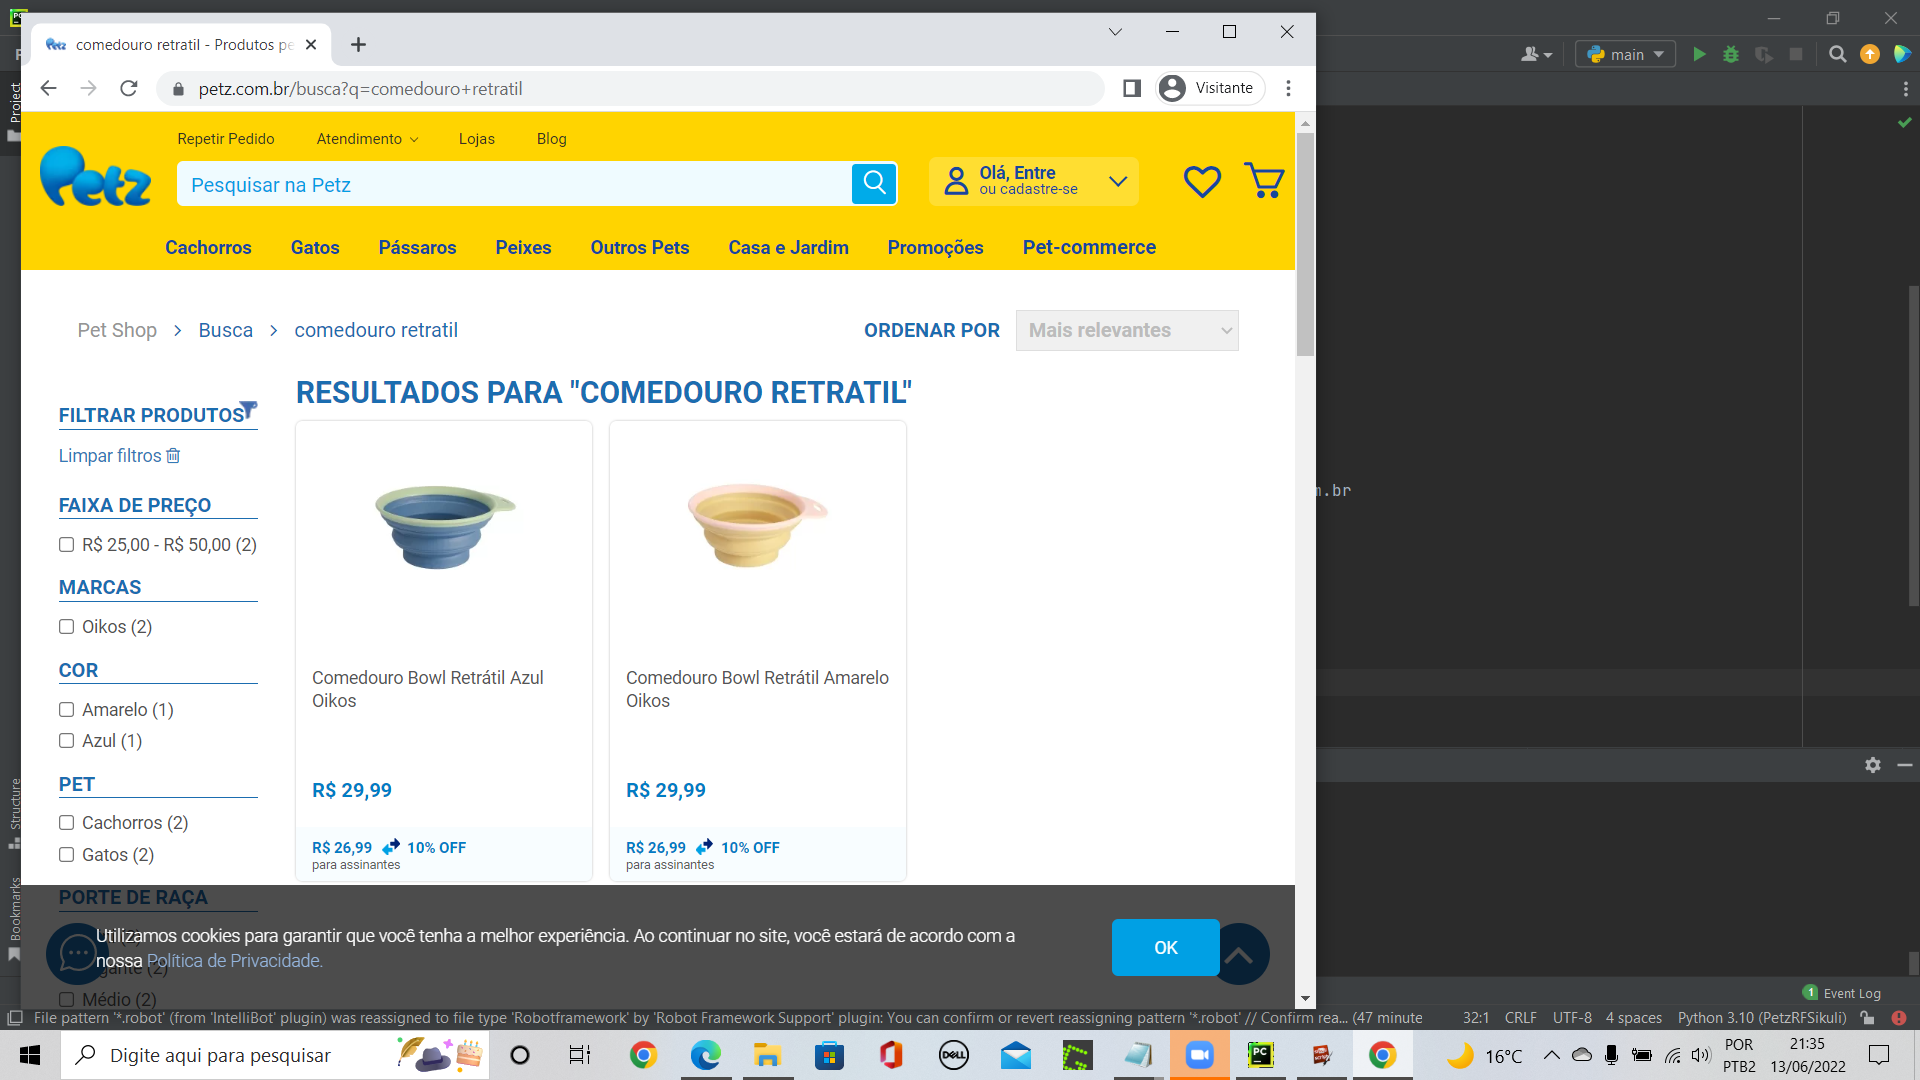 comedouro retratil - Produtos pe
petz.com.br/busca?q=comedouro+retratil
Visitante
main
Project
Repetir Pedido Atendimento Lojas Blog
Petz
Pesquisar na Petz
Olá, Entre
ou cadastre-se
Cachorros Gatos Pássaros Peixes Outros Pets Casa e Jardim Promoções Pet-commerce
Pet Shop > Busca > comedouro retratil
ORDENAR POR Mais relevantes
RESULTADOS PARA "COMEDOURO RETRATIL"
FILTRAR PRODUTOS
Limpar filtros
FAIXA DE PREÇO
R$ 25,00 - R$ 50,00 (2)
MARCAS
Oikos (2)
COR
Amarelo (1)
Azul (1)
PET
Cachorros (2)
Gatos (2)
PORTE DE RAÇA
Médio (2)
Comedouro Bowl Retrátil Azul
Oikos
R$ 29,99
R$ 26,99 10% OFF
para assinantes
Comedouro Bowl Retrátil Amarelo
Oikos
R$ 29,99
R$ 26,99 10% OFF
para assinantes
m.br
Utilizamos cookies para garantir que você tenha a melhor experiência. Ao continuar no site, você estará de acordo com a
nossa Política de Privacidade.
OK
Structure
Bookmarks
1 Event Log
File pattern '*.robot' (from 'IntelliBot' plugin) was reassigned to file type 'Robotframework' by 'Robot Framework Support' plugin: You can confirm or revert reassigning pattern '*.robot' // Confirm rea... (47 minute
32:1 CRLF UTF-8 4 spaces Python 3.10 (PetzRFSikuli)
Digite aqui para pesquisar
DELL
PC
16°C
POR
PTB2
21:35
13/06/2022